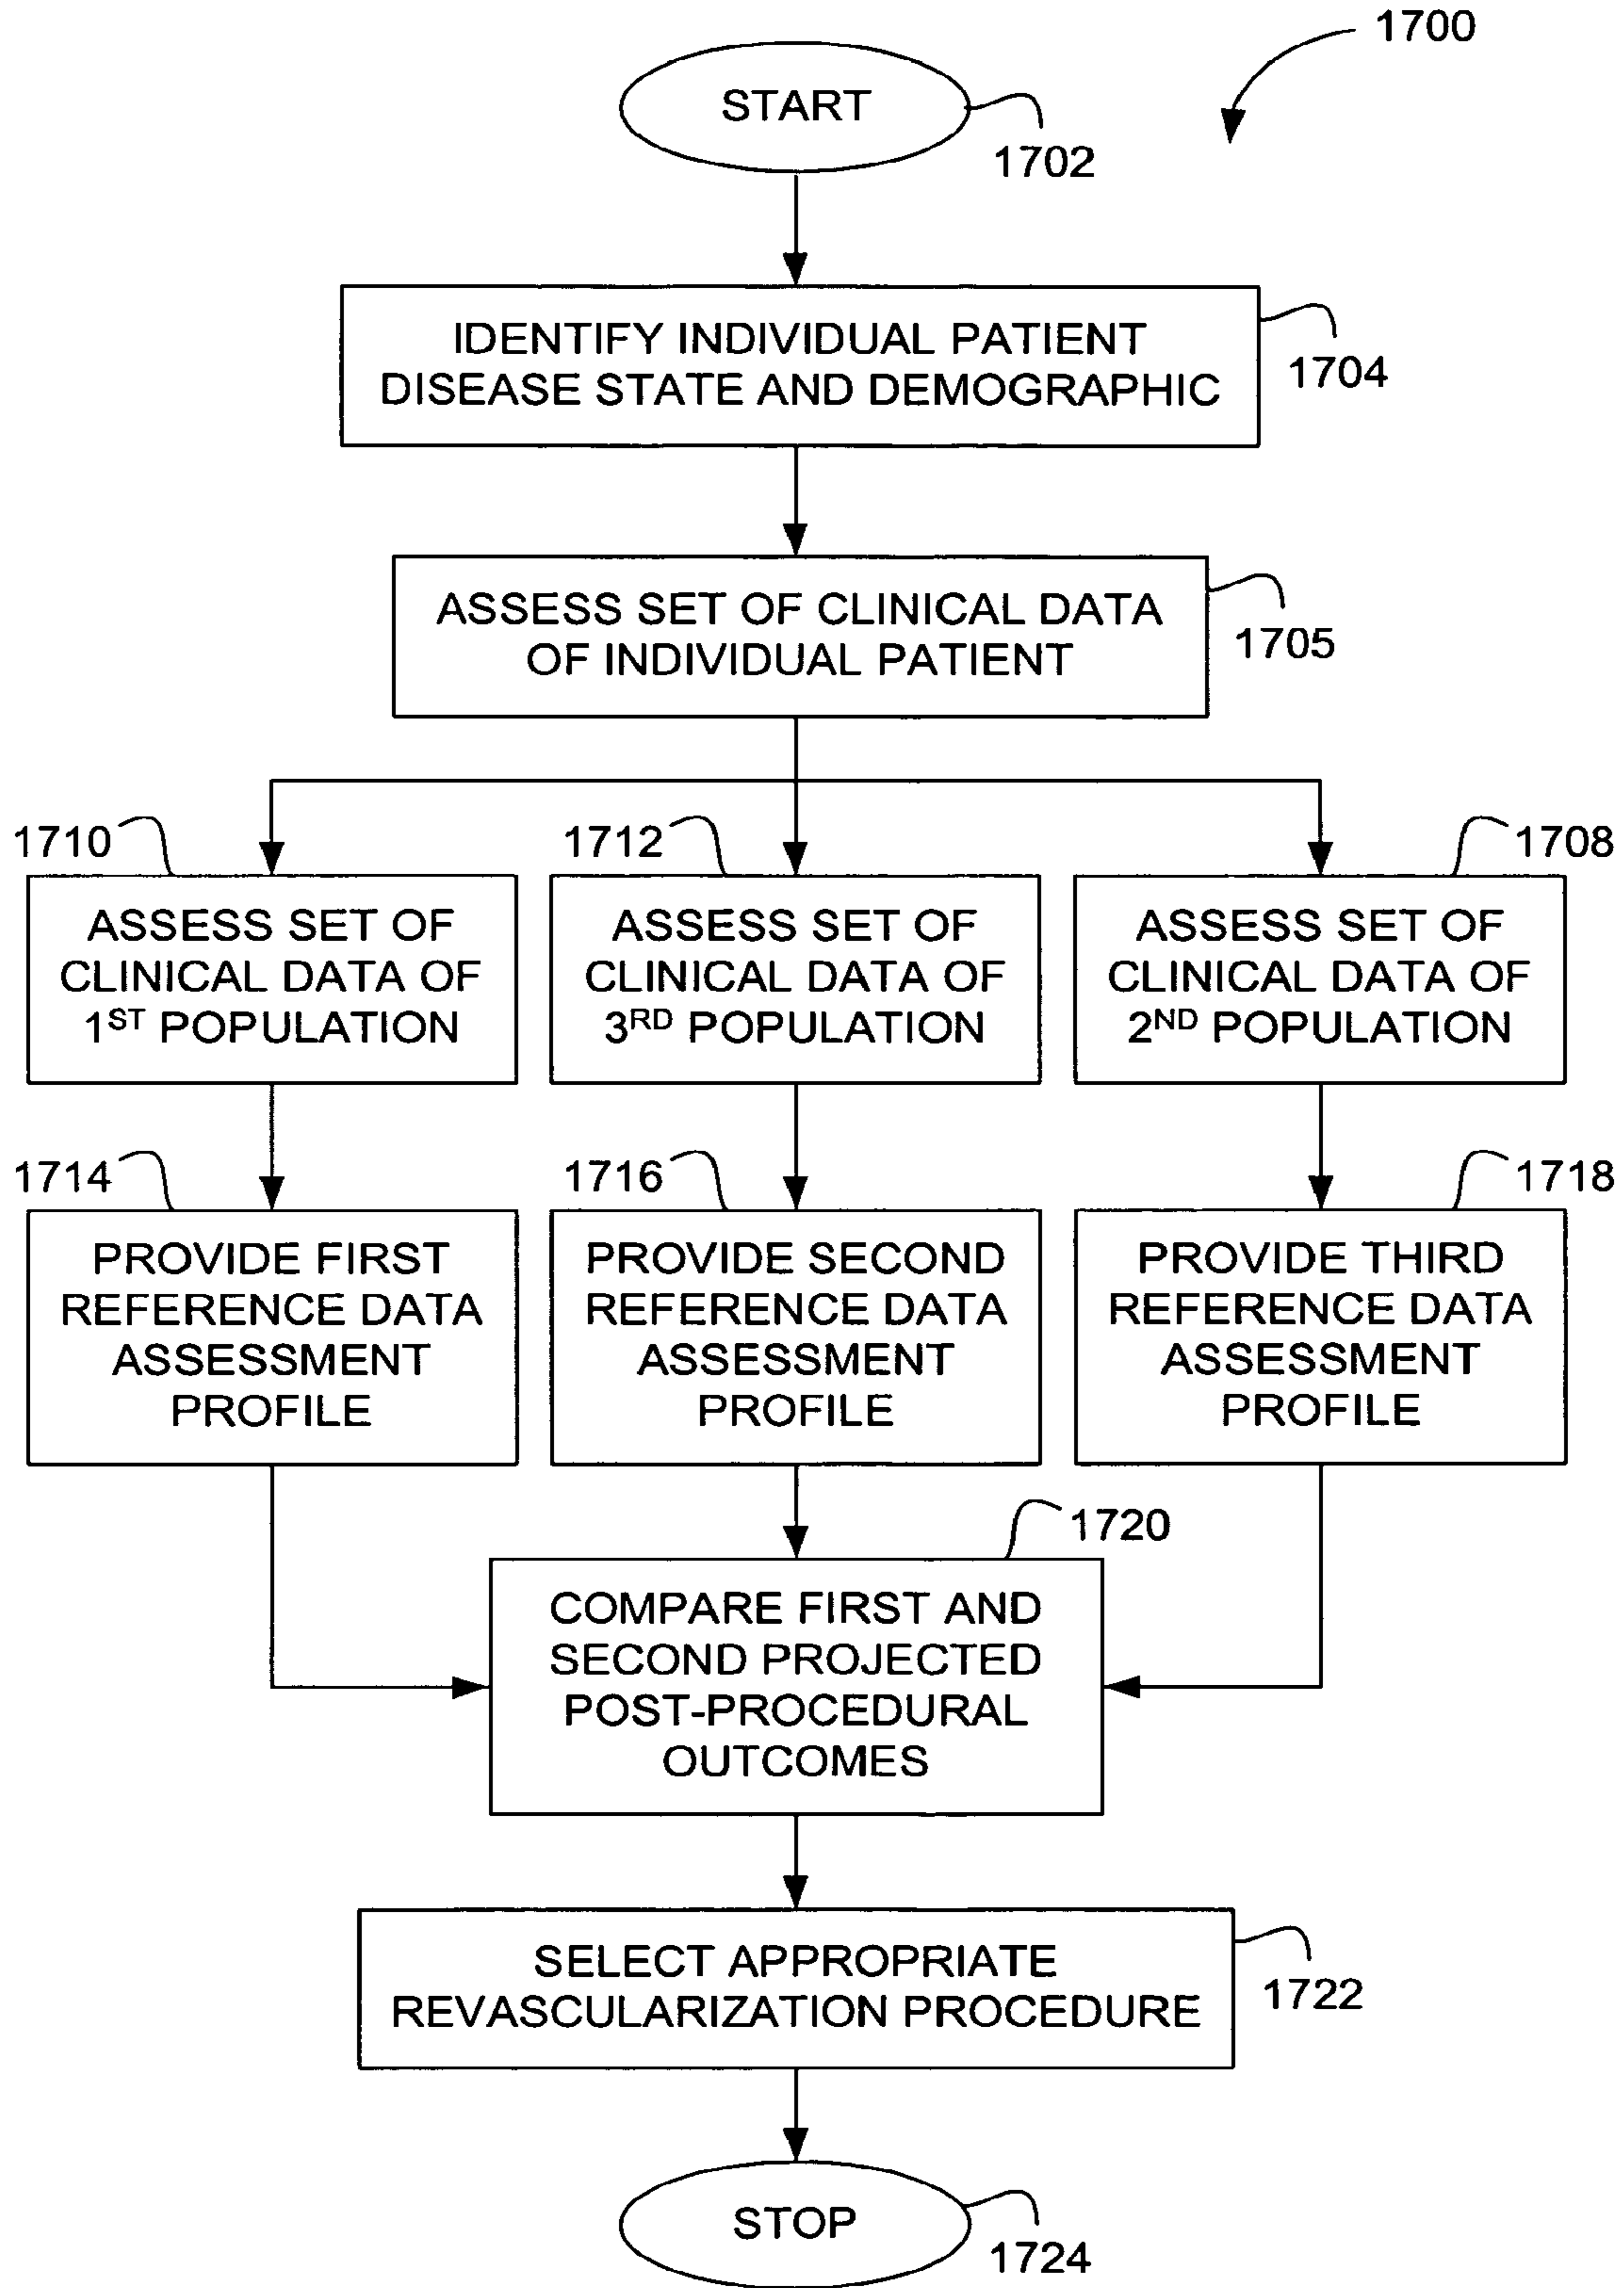 1700
START
1702
IDENTIFY INDIVIDUAL PATIENT
DISEASE STATE AND DEMOGRAPHIC
1704
ASSESS SET OF CLINICAL DATA
OF INDIVIDUAL PATIENT
1705
1710
ASSESS SET OF
CLINICAL DATA OF
1ST POPULATION
1712
ASSESS SET OF
CLINICAL DATA OF
3RD POPULATION
1708
ASSESS SET OF
CLINICAL DATA OF
2ND POPULATION
1714
PROVIDE FIRST
REFERENCE DATA
ASSESSMENT
PROFILE
1716
PROVIDE SECOND
REFERENCE DATA
ASSESSMENT
PROFILE
1718
PROVIDE THIRD
REFERENCE DATA
ASSESSMENT
PROFILE
1720
COMPARE FIRST AND
SECOND PROJECTED
POST-PROCEDURAL
OUTCOMES
SELECT APPROPRIATE
REVASCULARIZATION PROCEDURE
1722
STOP
1724